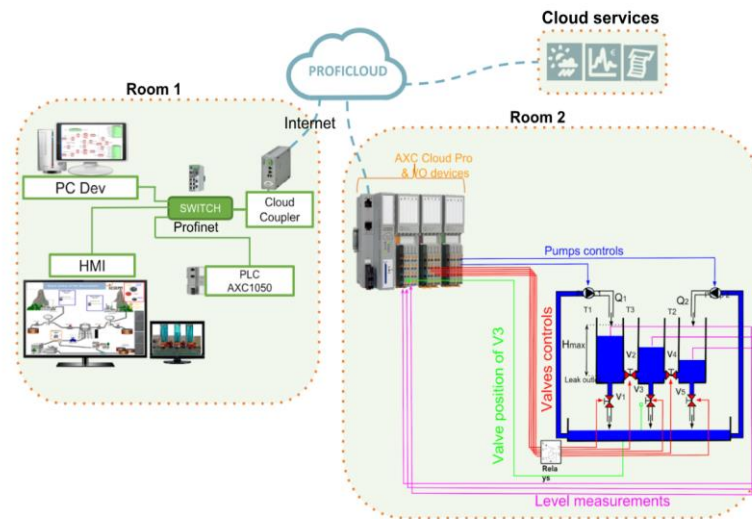 Cloud services
PROFICLOUD
Room 1
Internet
Room 2
AXC Cloud Pro
& I/O devices
PC Dev
SWITCH
Cloud
Coupler
Profinet
HMI
PLC
AXC1050
Pumps controls
Q1
Q2
T1
T3
T2
Hmax
V2
V4
Leak outle
V1
V3
V5
Valve position of V3
Valves controls
Rela
ys
Level measurements